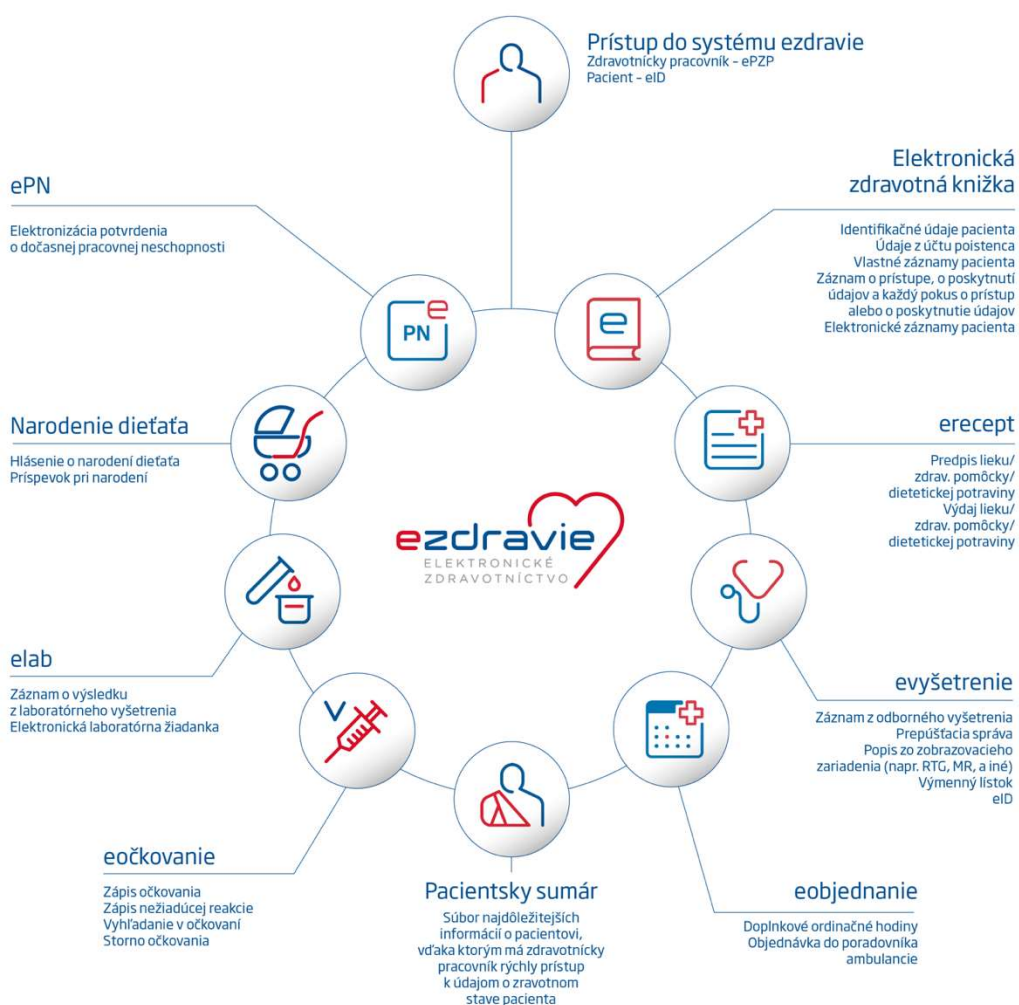 Prístup do systému ezdravie
Zdravotnícky pracovník – ePZP
Pacient – eID
ePN
Elektronizácia potvrdenia
o dočasnej pracovnej neschopnosti
Elektronická
zdravotná knižka
Identifikačné údaje pacienta
Údaje z účtu poistenca
Vlastné záznamy pacienta
Záznam o prístupe, o poskytnutí
údajov a každý pokus o prístup
alebo o poskytnutie údajov
Elektronické záznamy pacienta
e
PN
e
Narodenie dieťaťa
Hlásenie o narodení dieťaťa
Príspevok pri narodení
erecept
Predpis lieku/
zdrav. pomôcky/
dietetickej potraviny
Výdaj lieku/
zdrav. pomôcky/
dietetickej potraviny
ezdravie
ELEKTRONICKÉ
ZDRAVOTNÍCTVO
elab
Záznam o výsledku
z laboratórneho vyšetrenia
Elektronická laboratórna žiadanka
evyšetrenie
Záznam z odborného vyšetrenia
Prepúšťacia správa
Popis zo zobrazovacieho
zariadenia (napr. RTG, MR, a iné)
Výmenný lístok
eID
eočkovanie
Zápis očkovania
Zápis nežiadúcej reakcie
Vyhľadanie v očkovaní
Storno očkovania
Pacientsky sumár
Súbor najdôležitejších
informácii o pacientovi,
vďaka ktorým má zdravotnícky
pracovník rýchly prístup
k údajom o zravotnom
stave pacienta
eobjednanie
Doplnkové ordinačné hodiny
Objednávka do poradovníka
ambulancie